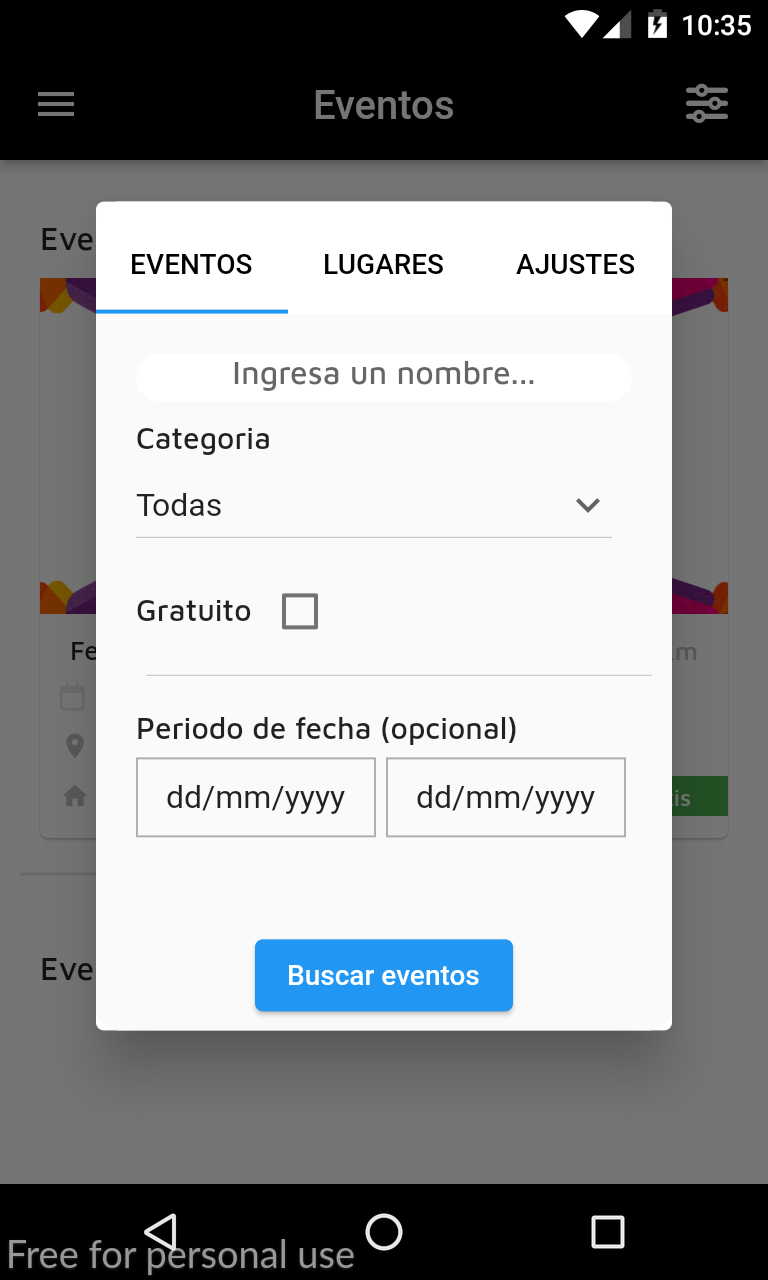 10:35
Eventos
Eve
EVENTOS LUGARES AJUSTES
Ingresa un nombre...
Categoria
Todas
Gratuito
Fe
Periodo de fecha (opcional)
dd/mm/yyyy dd/mm/yyyy
is
Eve
Buscar eventos
Free for personal use